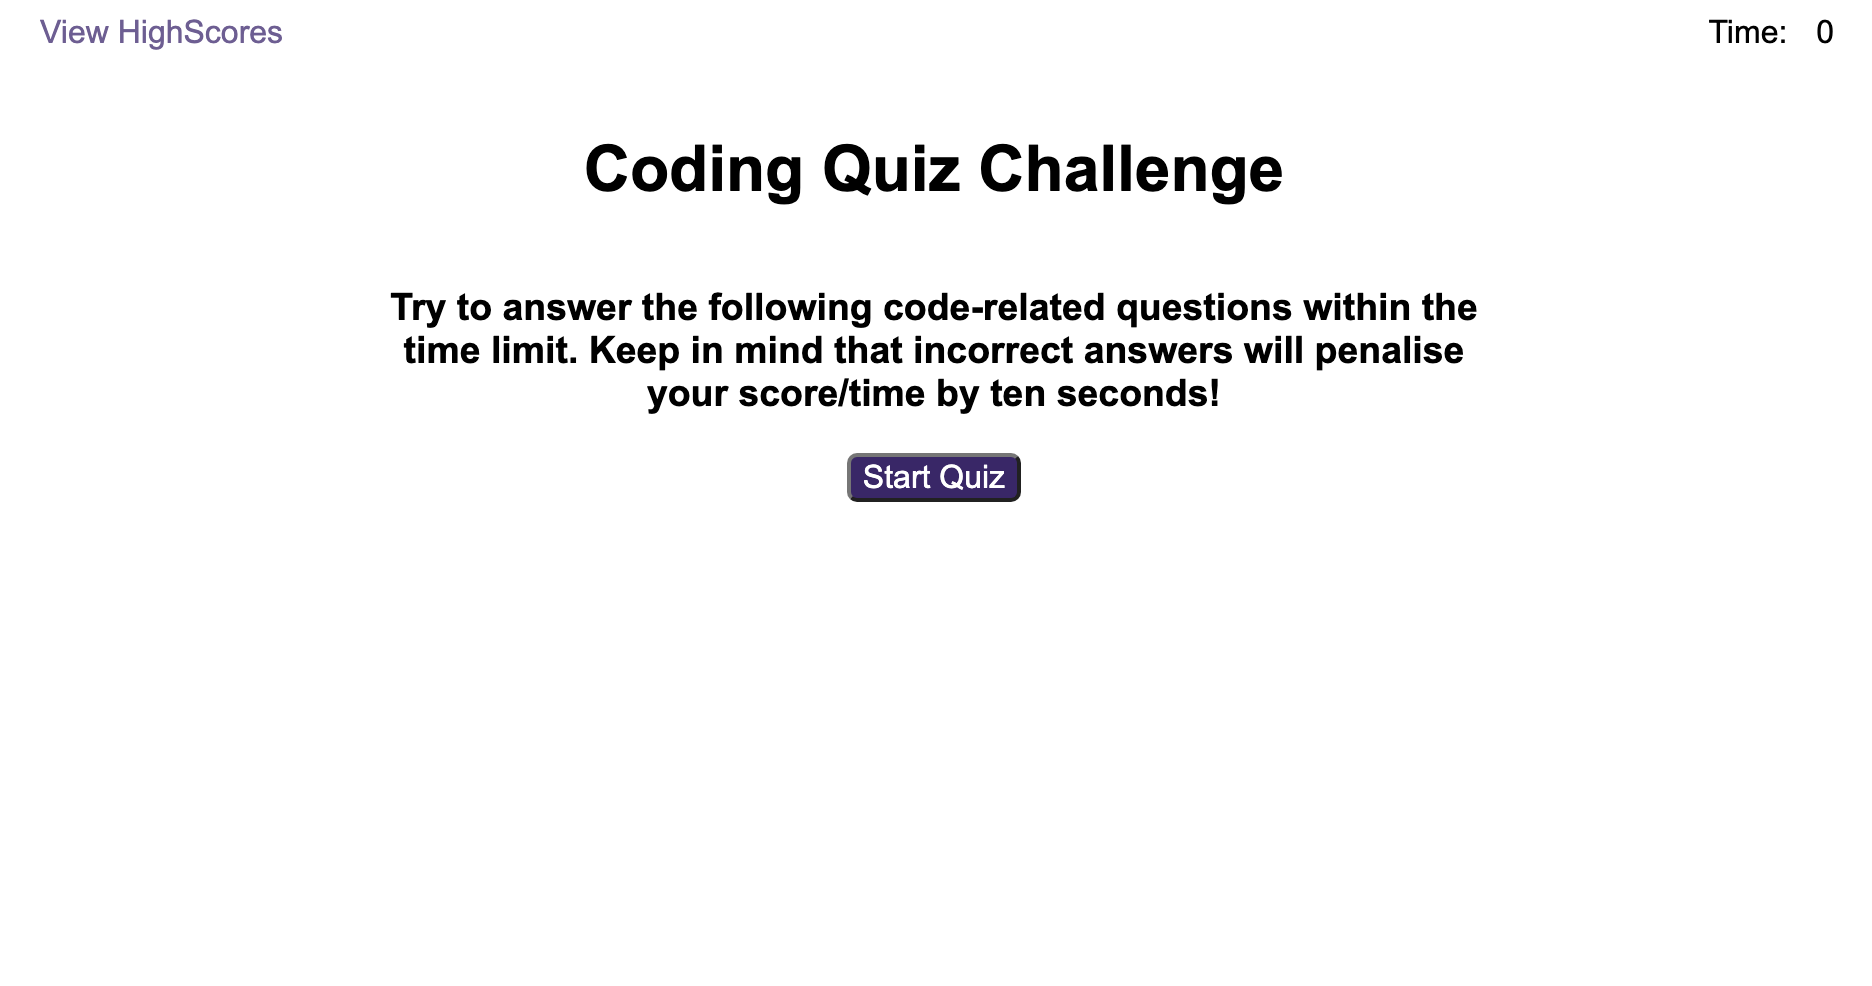 View HighScores
Time: 0
Coding Quiz Challenge
Try to answer the following code-related questions within the
time limit. Keep in mind that incorrect answers will penalise
your score/time by ten seconds!
Start Quiz